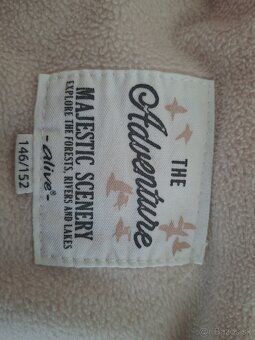 THE
Adventure
MAJESTIC SCENERY
EXPLORE THE FORESTS, RIVERS AND LAKES
- alive -
146/152